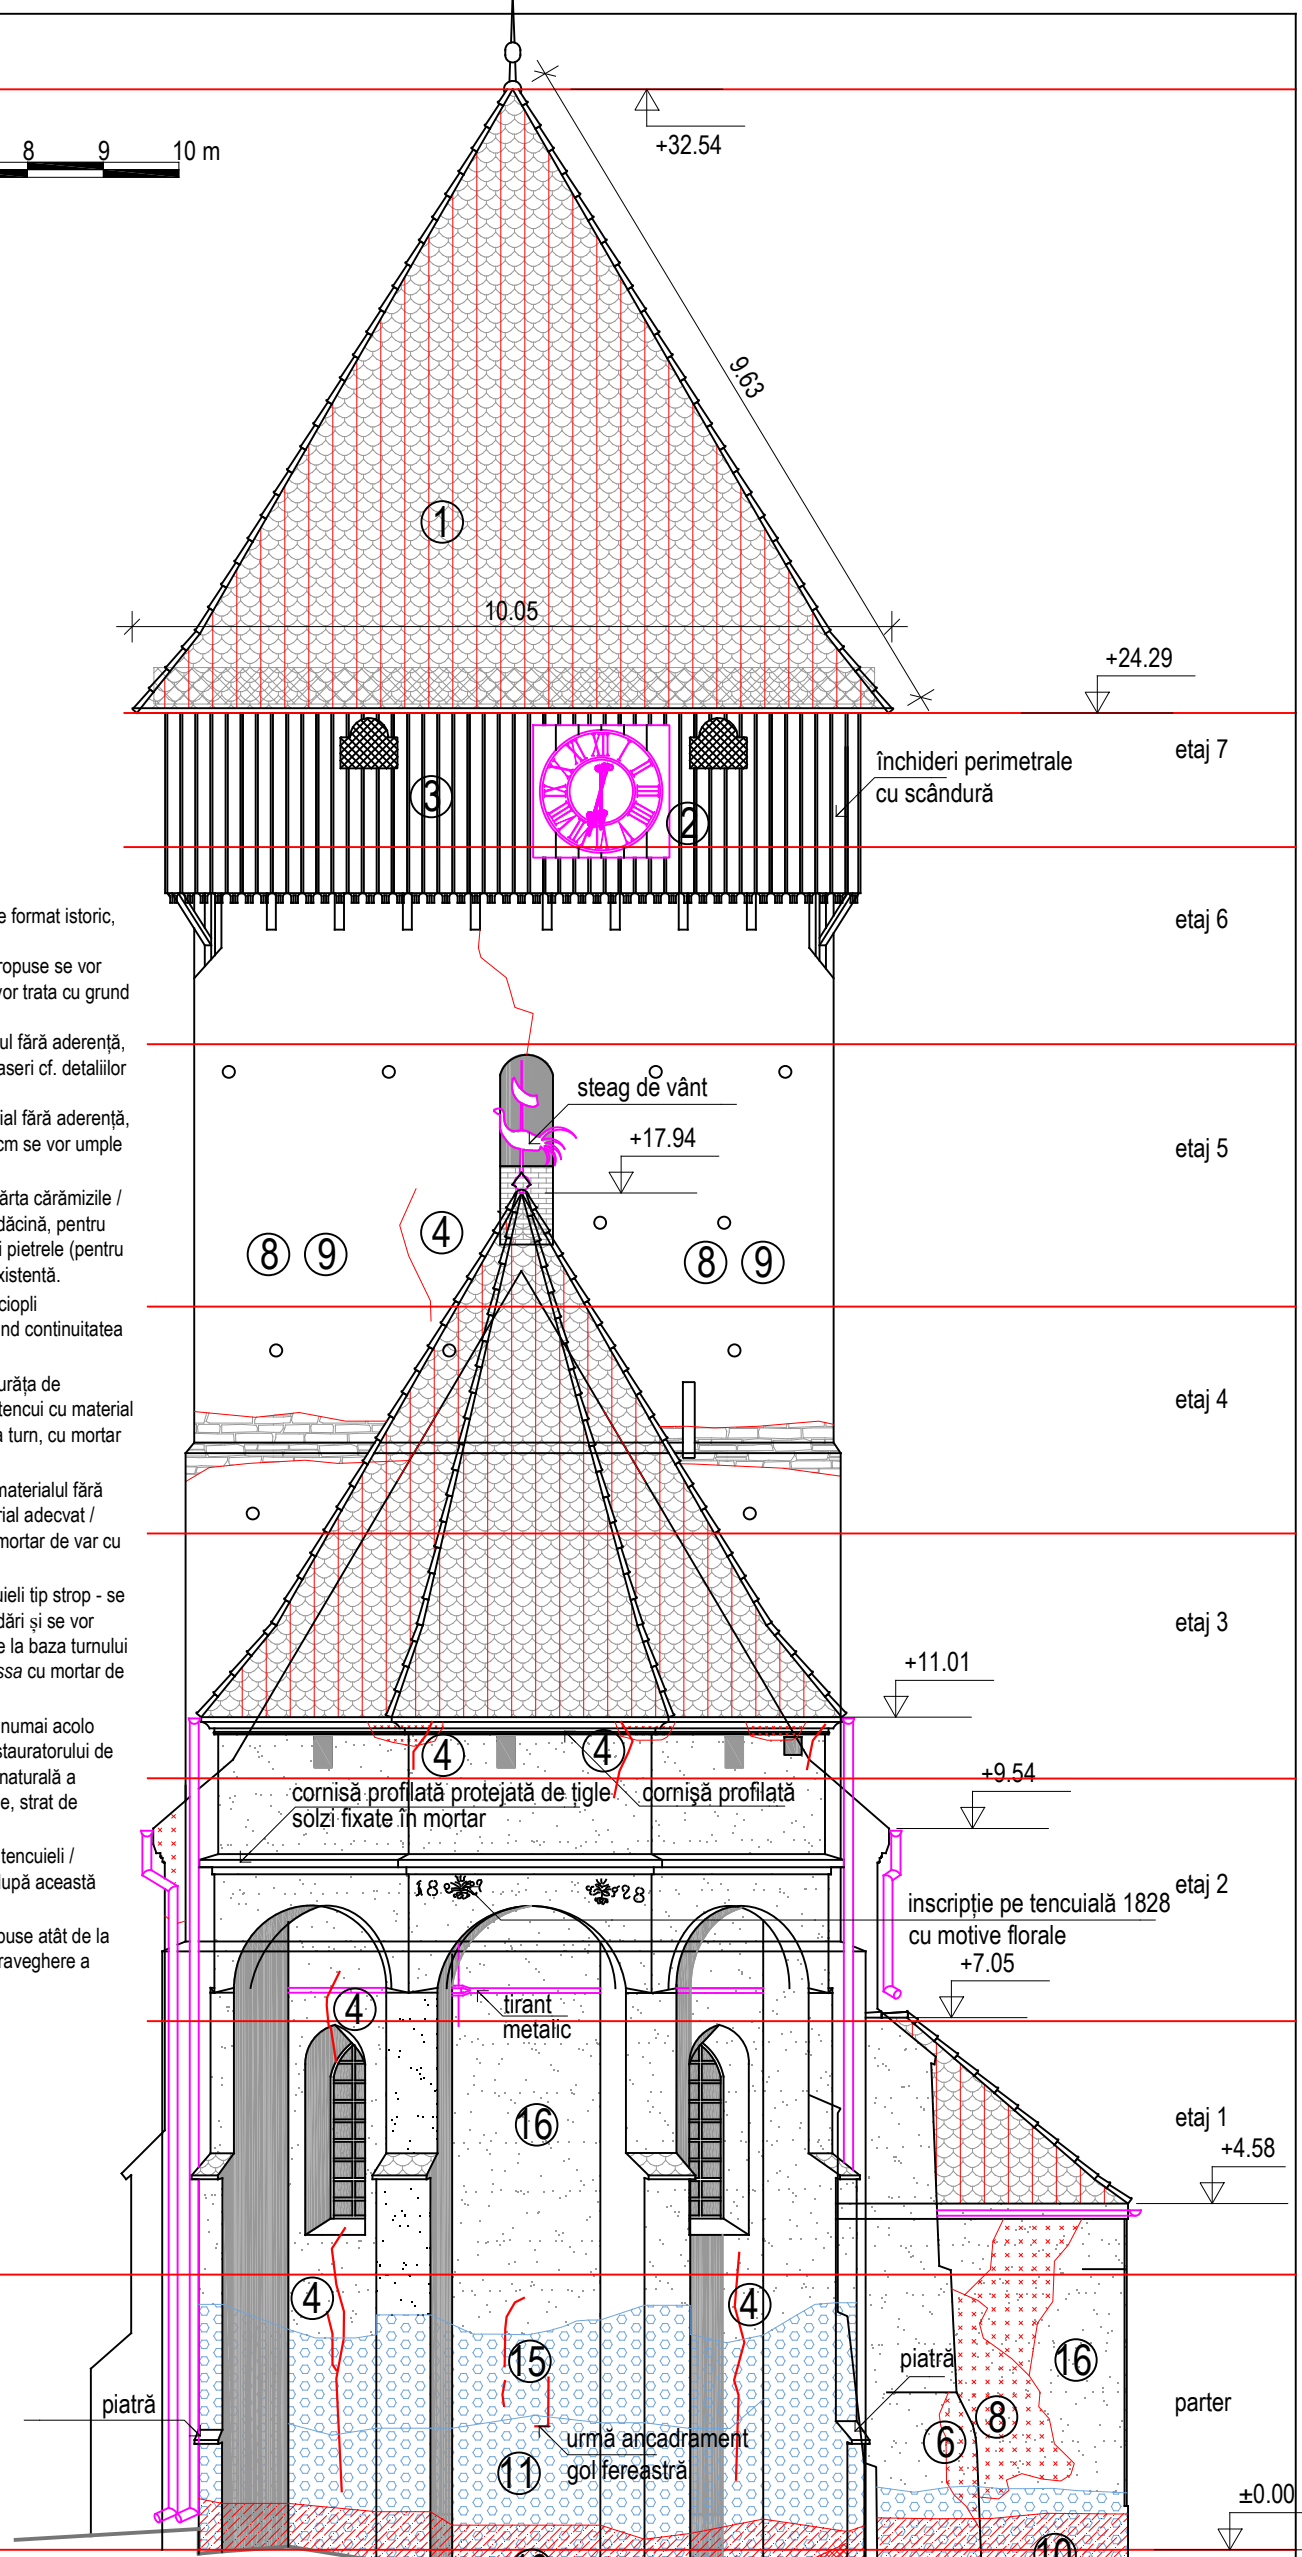 +32.54
8 9 10 m
9.63
1
10.05
+24.29
etaj 7
închideri perimetrale
cu scândură
3
2
e format istoric,
etaj 6
ropuse se vor
vor trata cu grund
ul fără aderență,
aseri cf. detaliilor
steag de vânt
ial fără aderență,
cm se vor umple
+17.94
etaj 5
ărta cărămizile /
dăcină, pentru
i pietrele (pentru
xistentă.
8 9 4 8 9
ciopli
nd continuitatea
urăța de
tencui cu material
a turn, cu mortar
etaj 4
materialul fără
rial adecvat /
mortar de var cu
uieli tip strop - se
dări și se vor
e la baza turnului
ssa cu mortar de
etaj 3
+11.01
numai acolo
stauratorului de
naturală a
e, strat de
4 4
+9.54
cornisă profilată protejată de țigle
solzi fixate în mortar
cornişă profilată
tencuieli /
lupă această
18 28
etaj 2
inscripție pe tencuială 1828
cu motive florale
puse atât de la
raveghere a
+7.05
4
tirant
metalic
16
etaj 1
+4.58
4
4
15
piatră
16
piatră
parter
8
6
urmă ancadrament
gol fereastră
11
±0.00
10